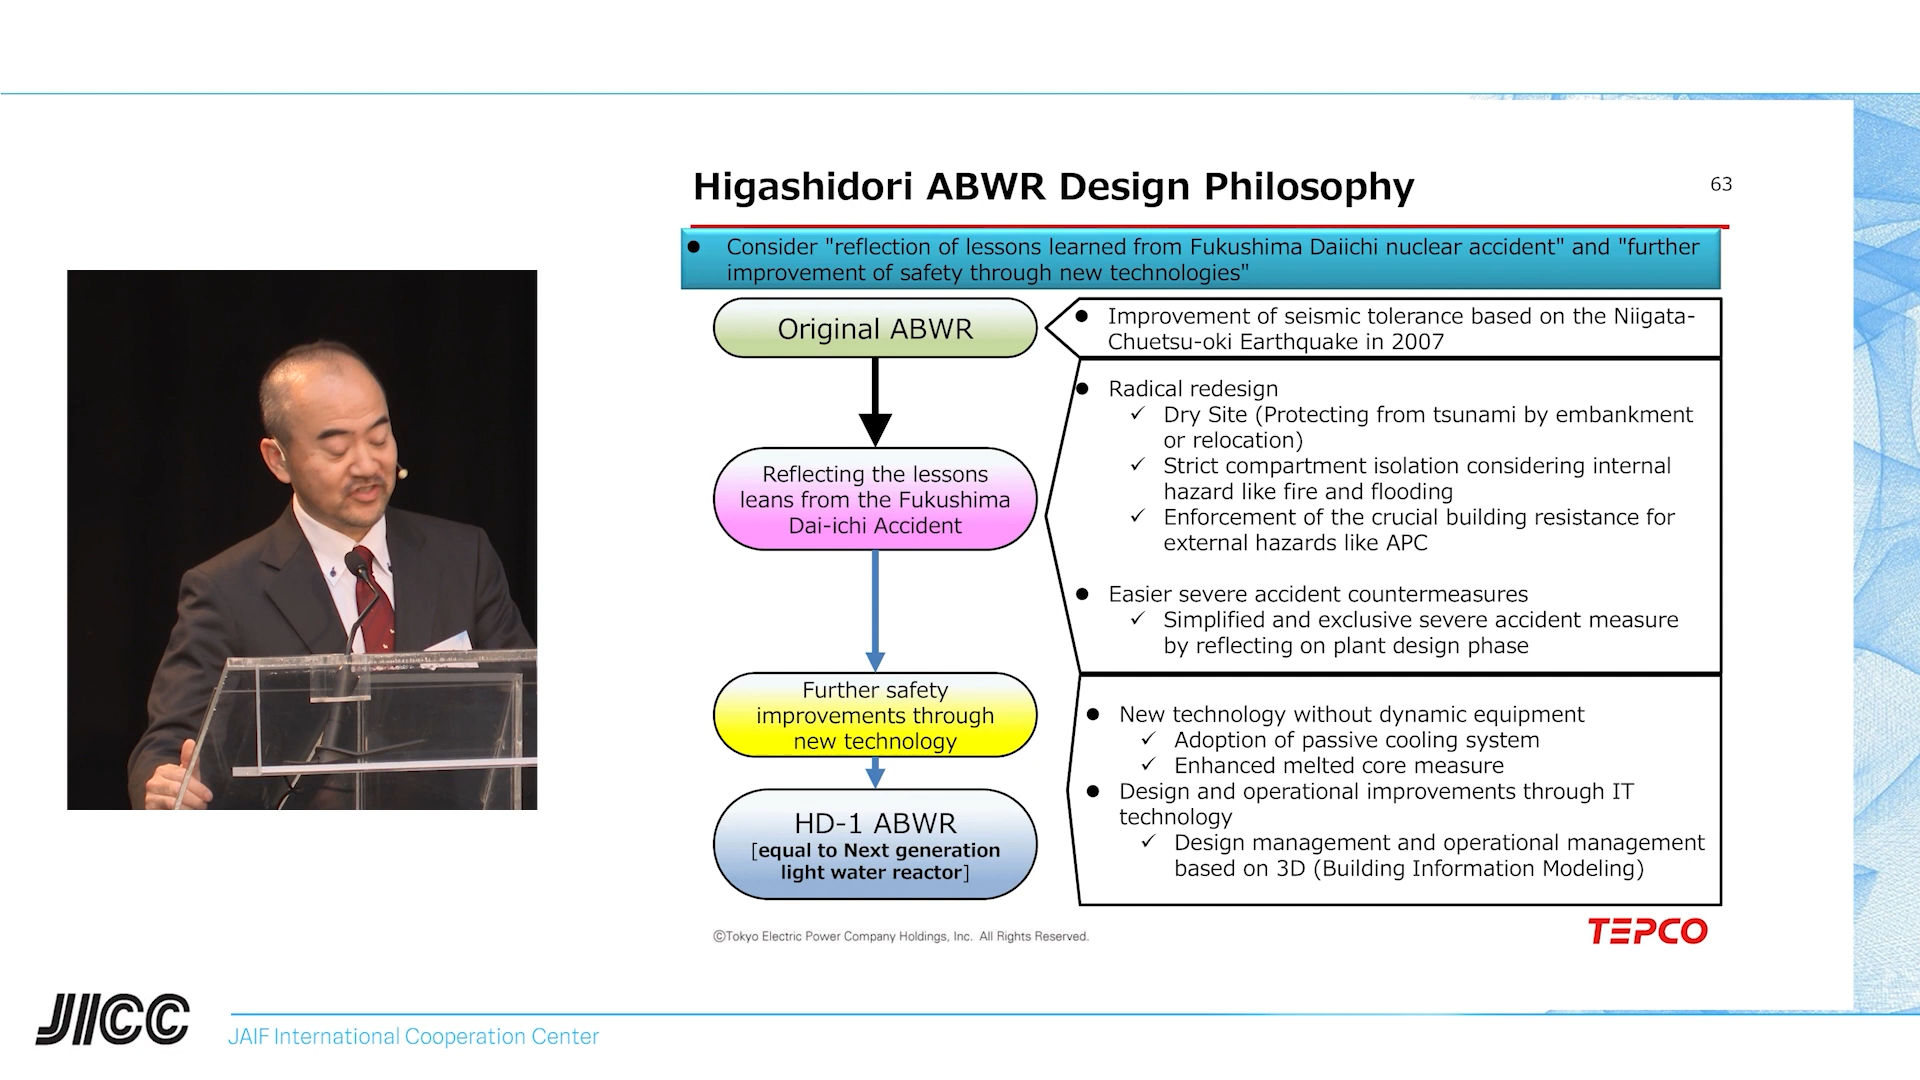 Higashidori ABWR Design Philosophy
63
● Consider "reflection of lessons learned from Fukushima Daiichi nuclear accident" and "further
improvement of safety through new technologies"
Original ABWR
● Improvement of seismic tolerance based on the Niigata-
Chuetsu-oki Earthquake in 2007
Reflecting the lessons
leans from the Fukushima
Dai-ichi Accident
● Radical redesign
✓ Dry Site (Protecting from tsunami by embankment
or relocation)
✓ Strict compartment isolation considering internal
hazard like fire and flooding
✓ Enforcement of the crucial building resistance for
external hazards like APC
● Easier severe accident countermeasures
✓ Simplified and exclusive severe accident measure
by reflecting on plant design phase
Further safety
improvements through
new technology
● New technology without dynamic equipment
✓ Adoption of passive cooling system
✓ Enhanced melted core measure
● Design and operational improvements through IT
technology
✓ Design management and operational management
based on 3D (Building Information Modeling)
HD-1 ABWR
[equal to Next generation
light water reactor]
©Tokyo Electric Power Company Holdings, Inc. All Rights Reserved.
TEPCO
JICC
JAIF International Cooperation Center